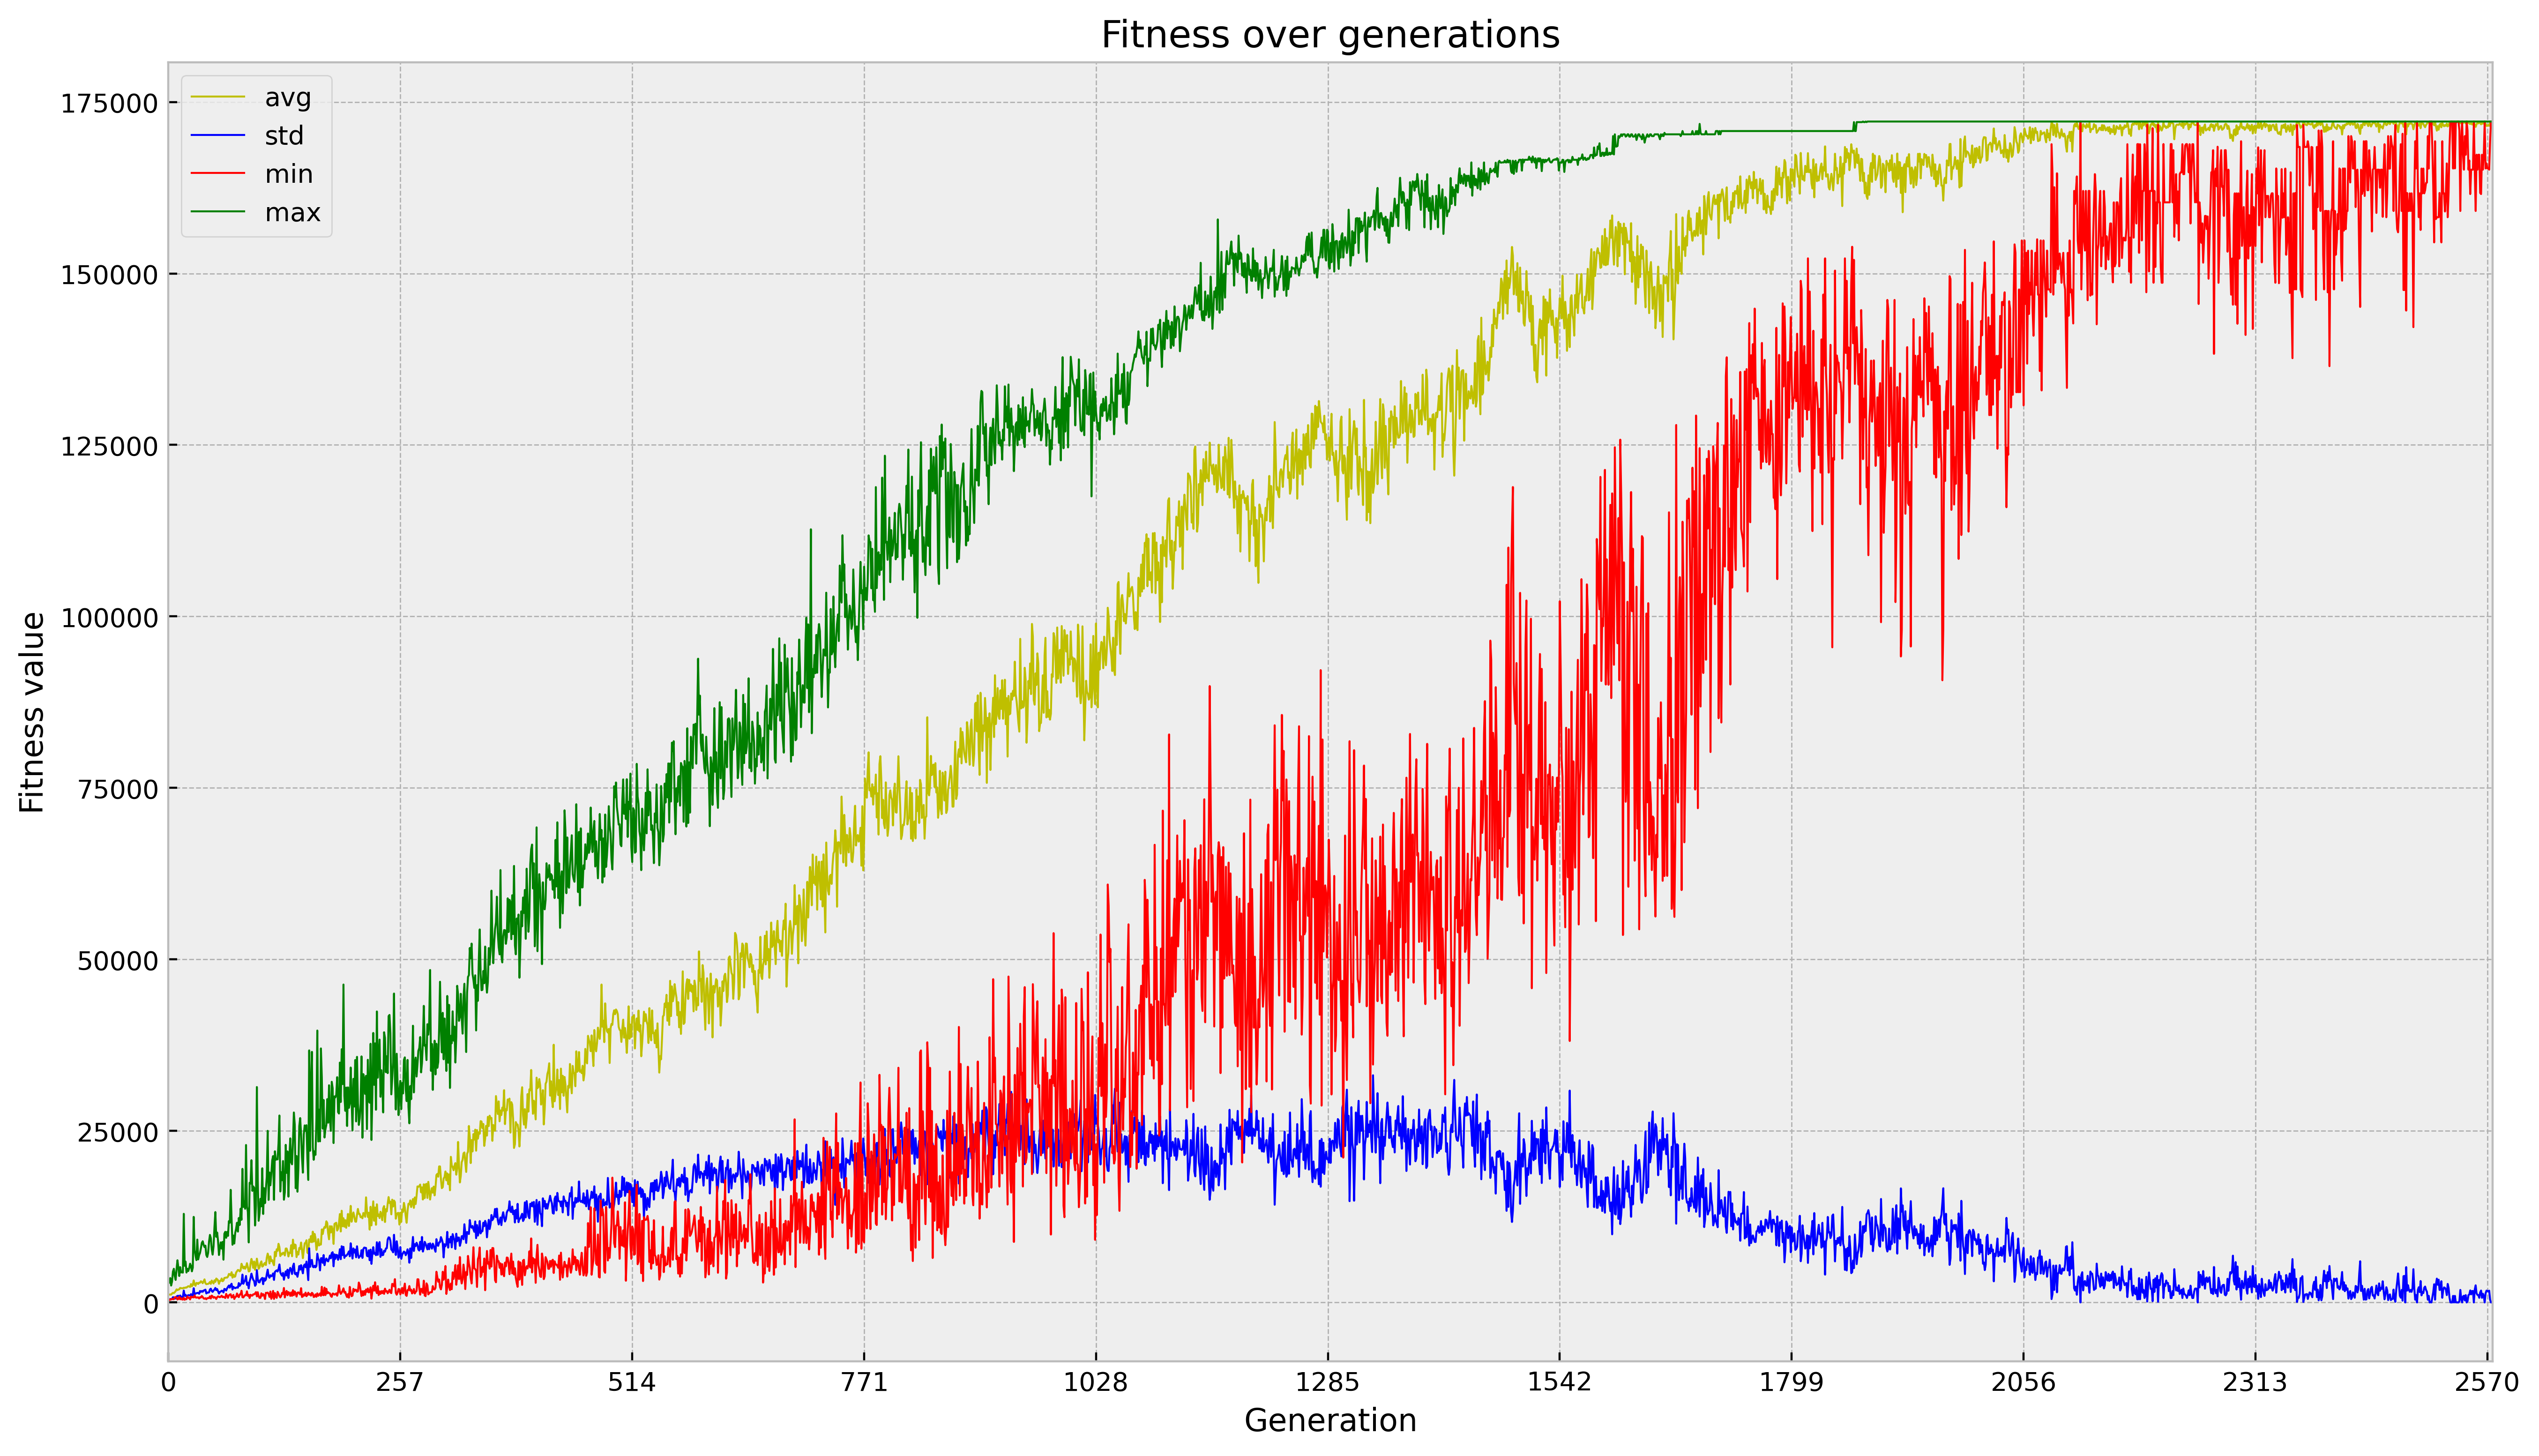 Fitness over generations
avg
std
min
max
175000
150000
125000
100000
75000
50000
25000
0
Fitness value
0 257 514 771 1028 1285 1542 1799 2056 2313 2570
Generation